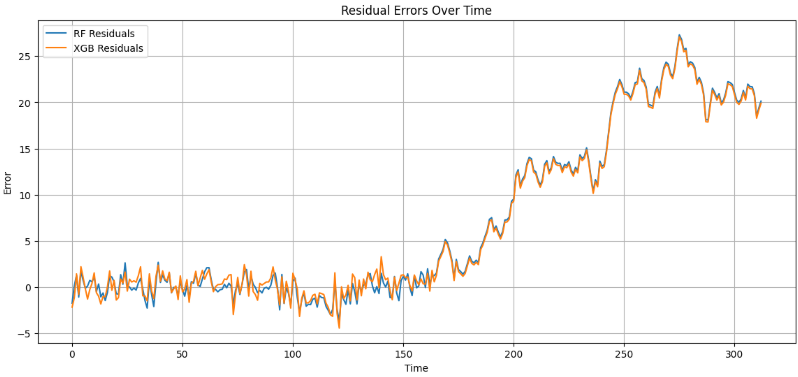 Residual Errors Over Time
RF Residuals
XGB Residuals
Error
25
20
15
10
5
0
−5
0
50
100
150
200
250
300
Time